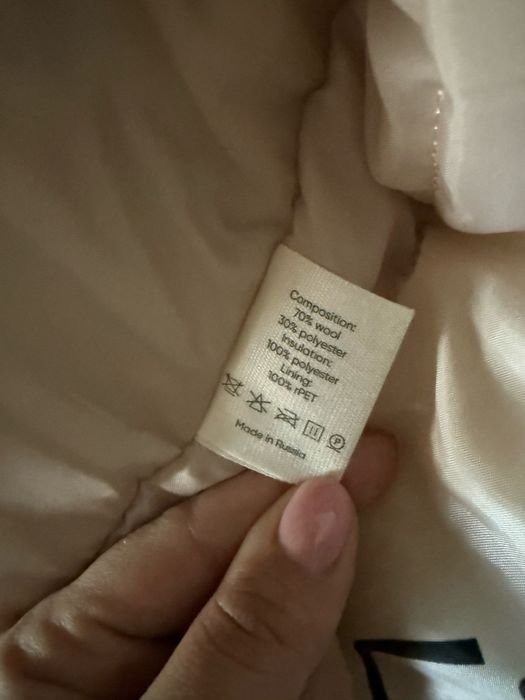 Composition:
70% wool
30% polyester
Insulation:
100% polyester
Lining:
100% rPET
P
Made in Russia